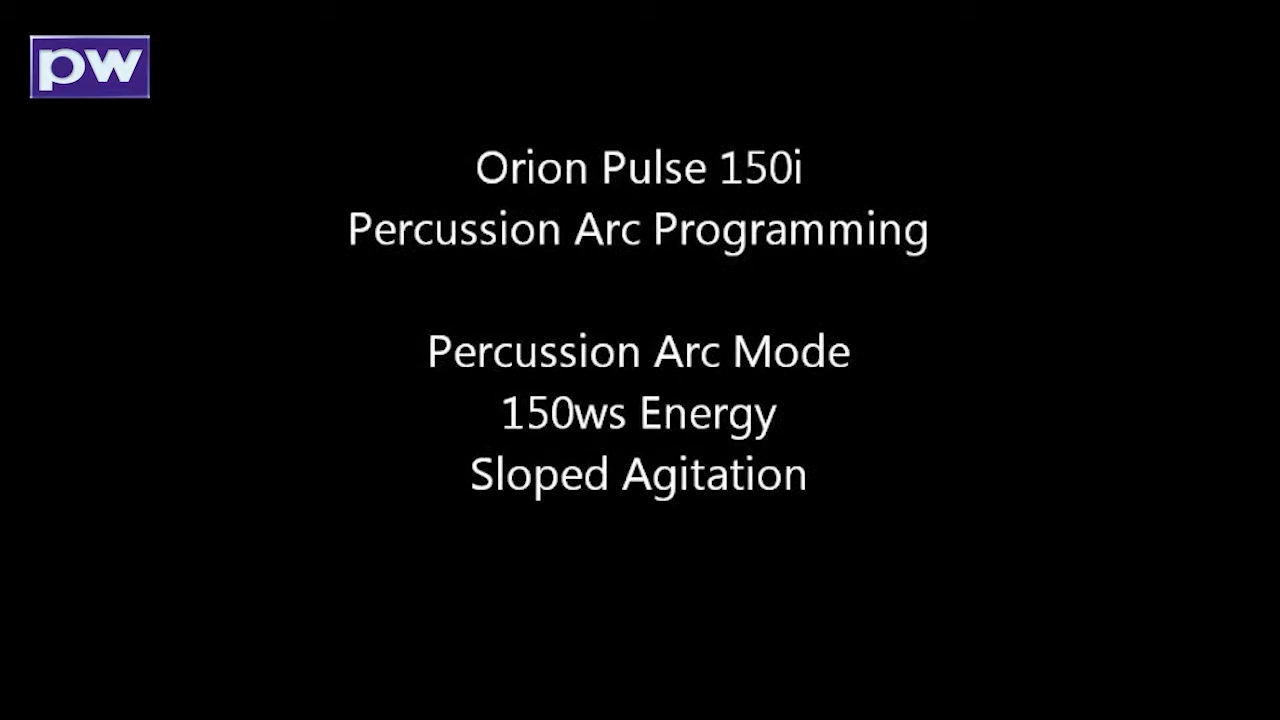 pw
Orion Pulse 150i
Percussion Arc Programming
Percussion Arc Mode
150ws Energy
Sloped Agitation